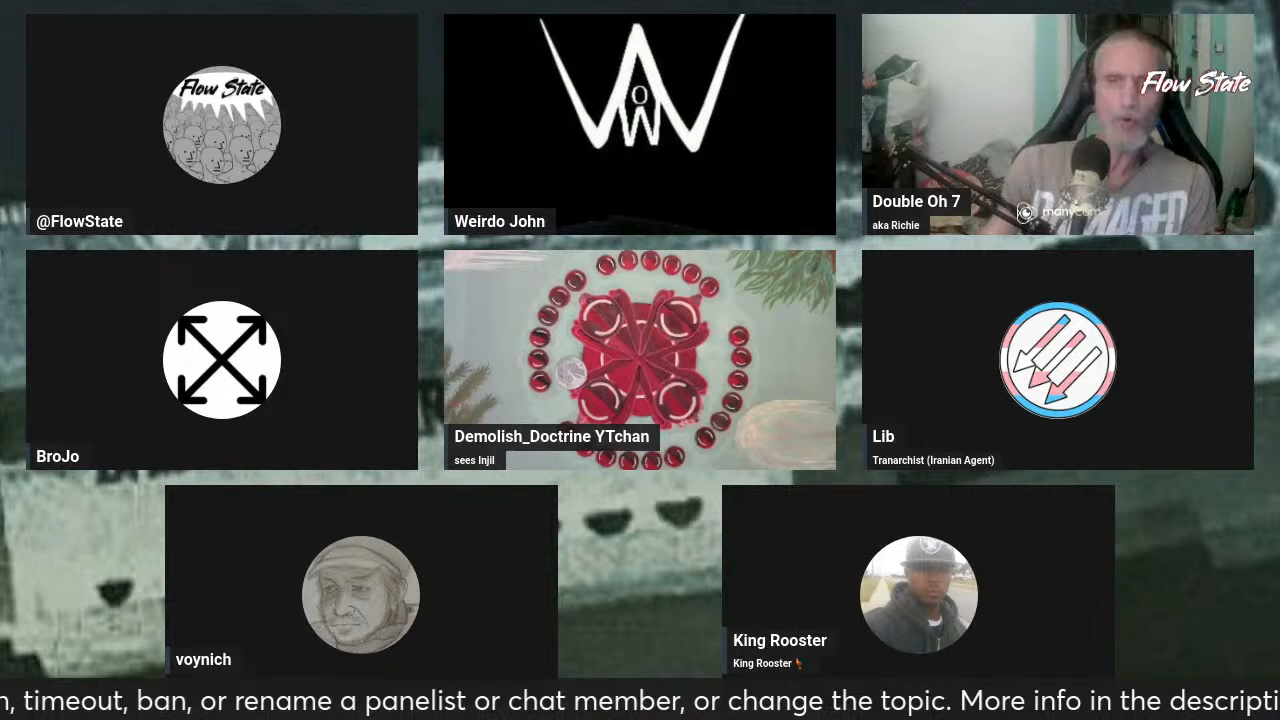 Flow State
@FlowState
WOW
Weirdo John
Flow State
manycam
Double Oh 7
aka Richie
BroJo
Demolish_Doctrine YTchan
sees Injil
Lib
Tranarchist (Iranian Agent)
voynich
King Rooster
King Rooster
n, timeout, ban, or rename a panelist or chat member, or change the topic. More info in the descripti